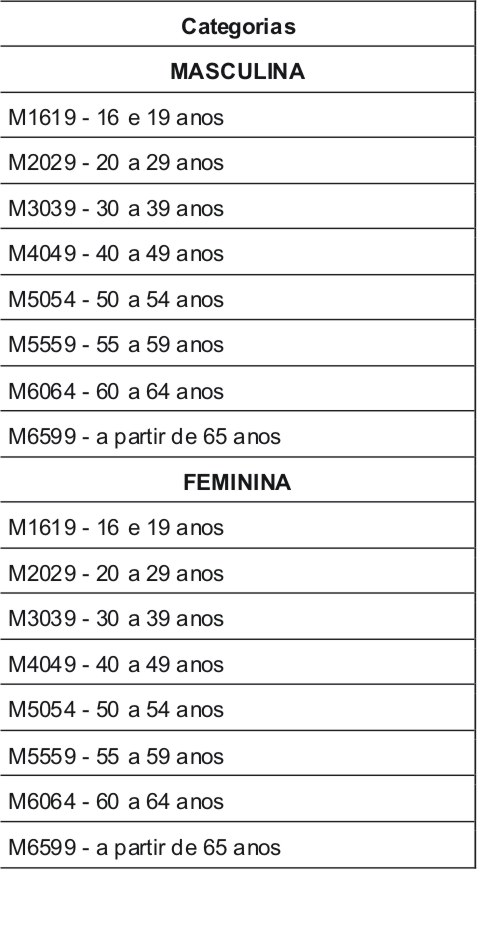 Categorias
MASCULINA
M1619 - 16 e 19 anos
M2029 - 20 a 29 anos
M3039 - 30 a 39 anos
M4049 - 40 a 49 anos
M5054 - 50 a 54 anos
M5559 - 55 a 59 anos
M6064 - 60 a 64 anos
M6599 - a partir de 65 anos
FEMININA
M1619 - 16 e 19 anos
M2029 - 20 a 29 anos
M3039 - 30 a 39 anos
M4049 - 40 a 49 anos
M5054 - 50 a 54 anos
M5559 - 55 a 59 anos
M6064 - 60 a 64 anos
M6599 - a partir de 65 anos